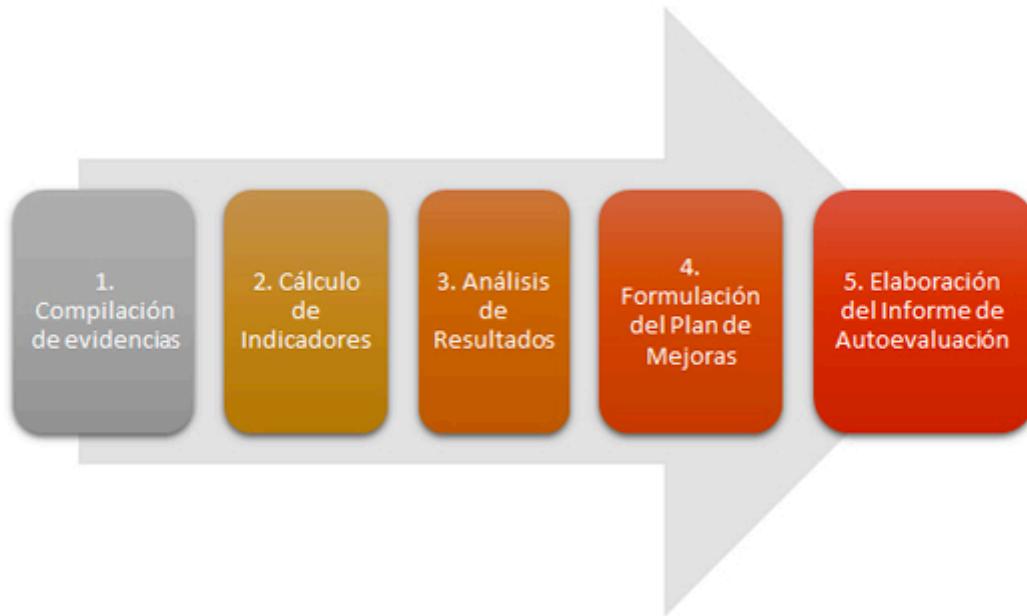 1.
Compilación
de evidencias
2. Cálculo
de
Indicadores
3. Análisis
de
Resultados
4.
Formulación
del Plan de
Mejoras
5. Elaboración
del Informe de
Autoevaluación